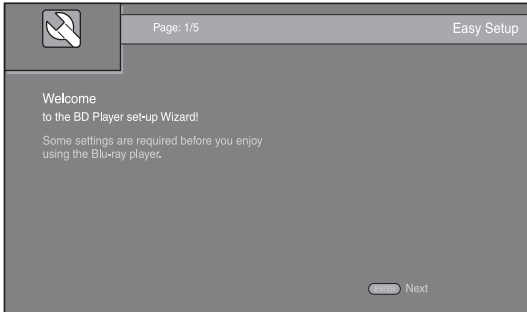 Page: 1/5
Easy Setup
Welcome
to the BD Player set-up Wizard!
Some settings are required before you enjoy
using the Blu-ray player.
ENTER Next